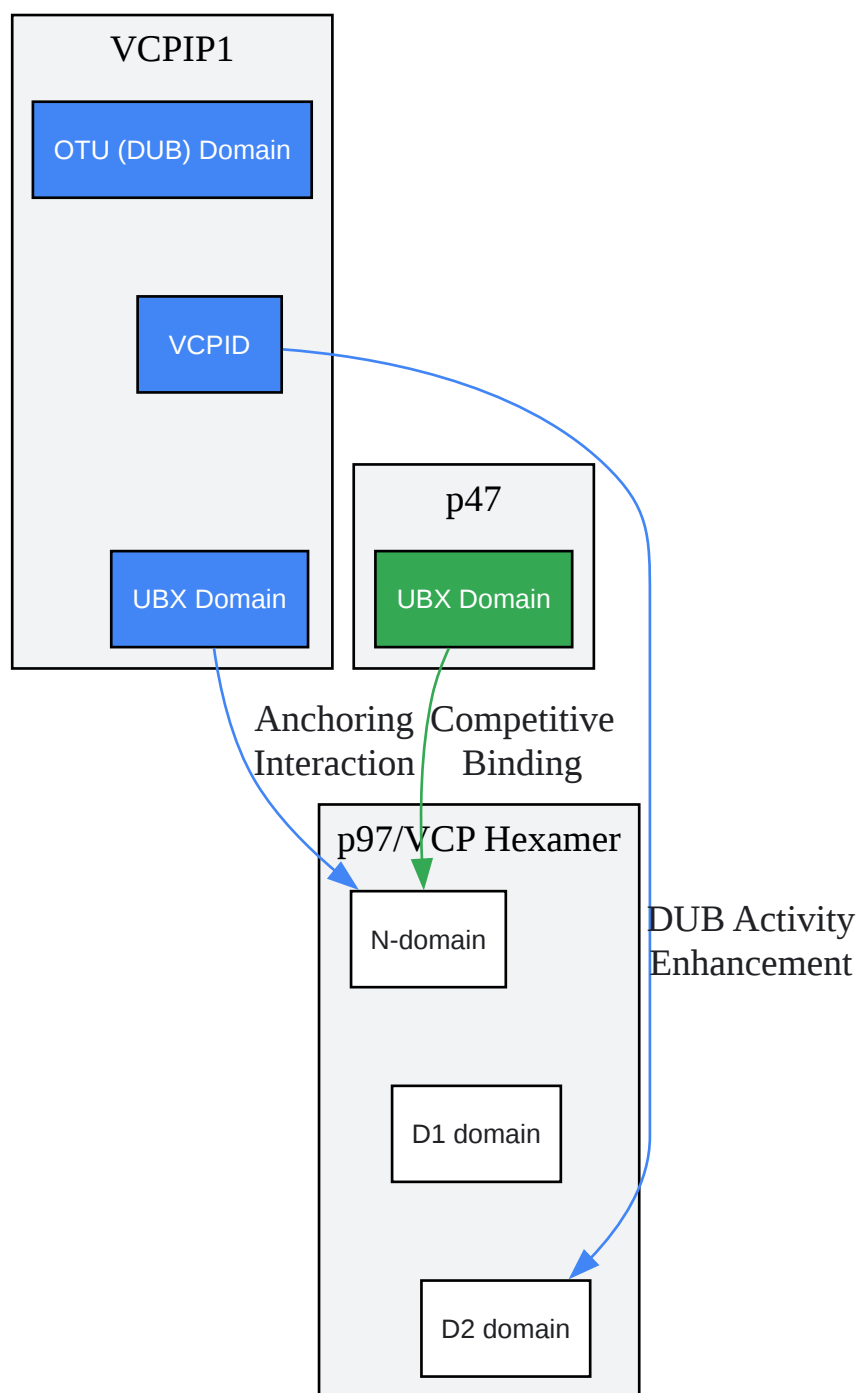 VCPIP1
OTU (DUB) Domain
VCPID
p47
UBX Domain
UBX Domain
Anchoring
Interaction
Competitive
Binding
p97/VCP Hexamer
N-domain
DUB Activity
Enhancement
D1 domain
D2 domain